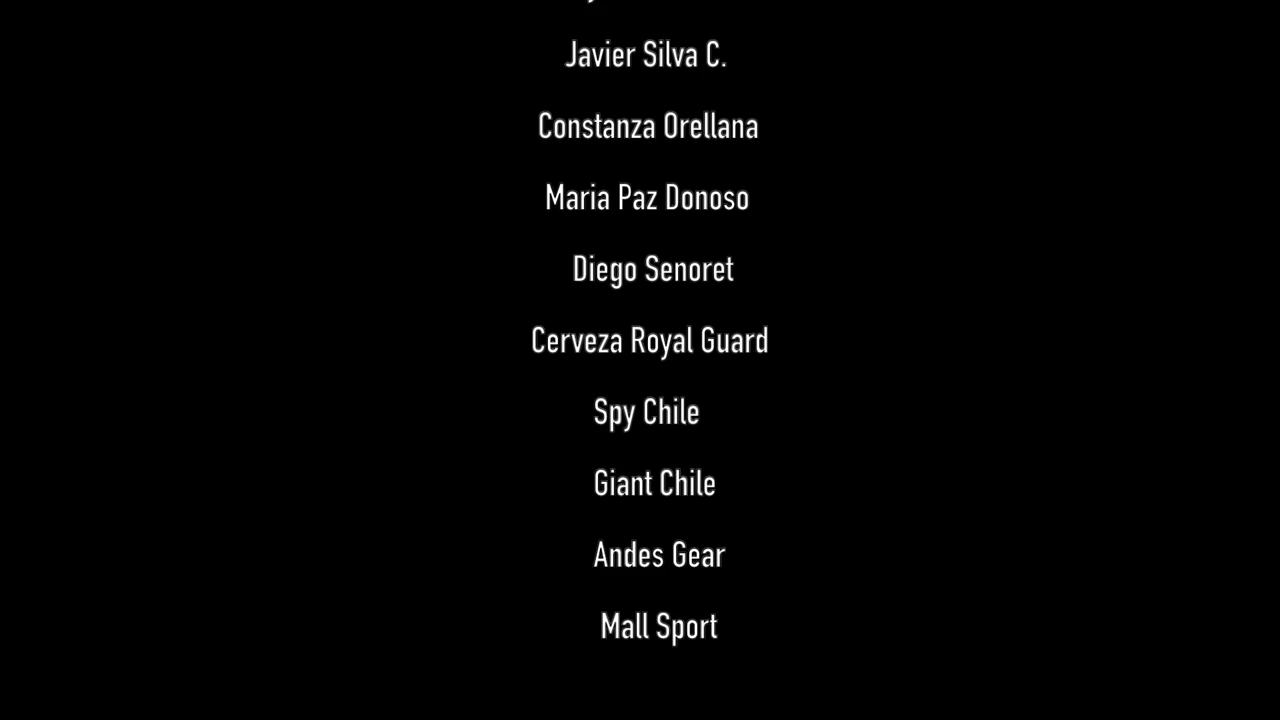 Javier Silva C.
Constanza Orellana
Maria Paz Donoso
Diego Senoret
Cerveza Royal Guard
Spy Chile
Giant Chile
Andes Gear
Mall Sport